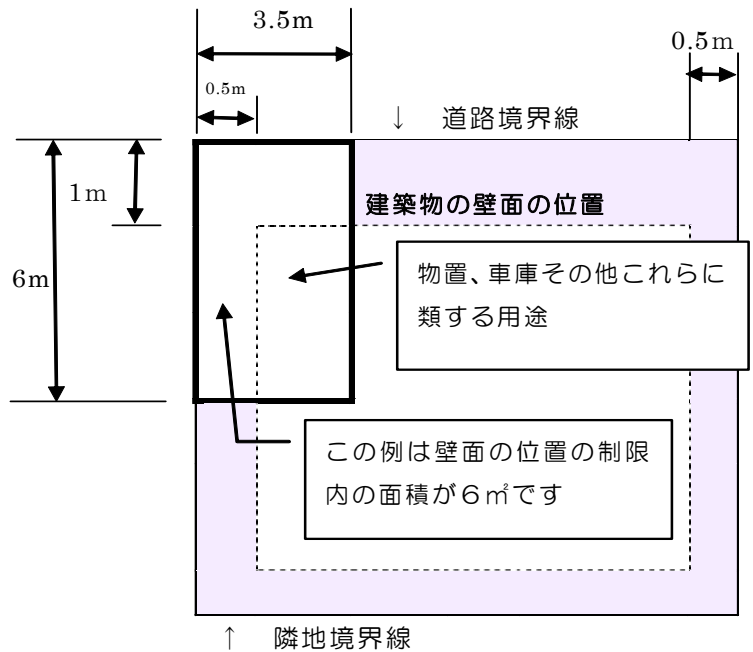 3.5m
0.5m
0.5m
↓ 道路境界線
1m
建築物の壁面の位置
6m
物置、車庫その他これらに
類する用途
この例は壁面の位置の制限
内の面積が6㎡です
↑ 隣地境界線